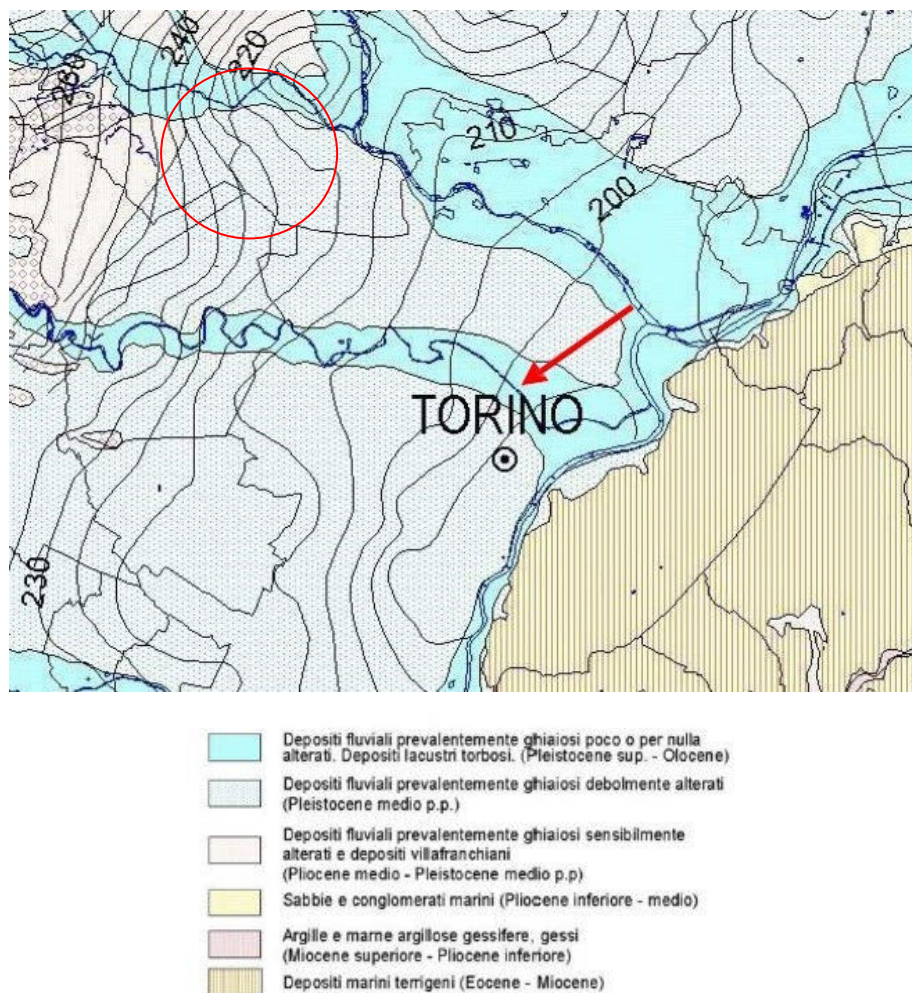 240
220
260
210
200
TORINO
230
Depositi fluviali prevalentemente ghiaiosi poco o per nulla
alterati. Depositi lacustri torbosi. (Pleistocene sup. - Olocene)
Depositi fluviali prevalentemente ghiaiosi debolmente alterati
(Pleistocene medio p.p.)
Depositi fluviali prevalentemente ghiaiosi sensibilmente
alterati e depositi villafranchiani
(Pliocene medio - Pleistocene medio p.p)
Sabbie e conglomerati marini (Pliocene inferiore - medio)
Argille e marne argillose gessifere, gessi
(Miocene superiore - Pliocene inferiore)
Depositi marini terrigeni (Eocene - Miocene)